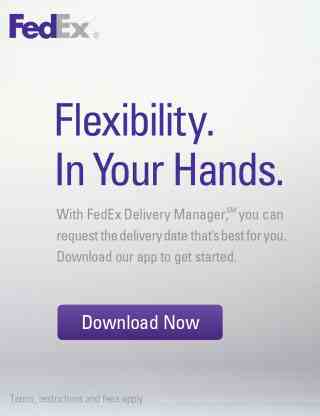 FedEx®
Flexibility.
In Your Hands.
With FedEx Delivery Manager,℠ you can
request the delivery date that's best for you.
Download our app to get started.
Download Now
Terms, restrictions and fees apply